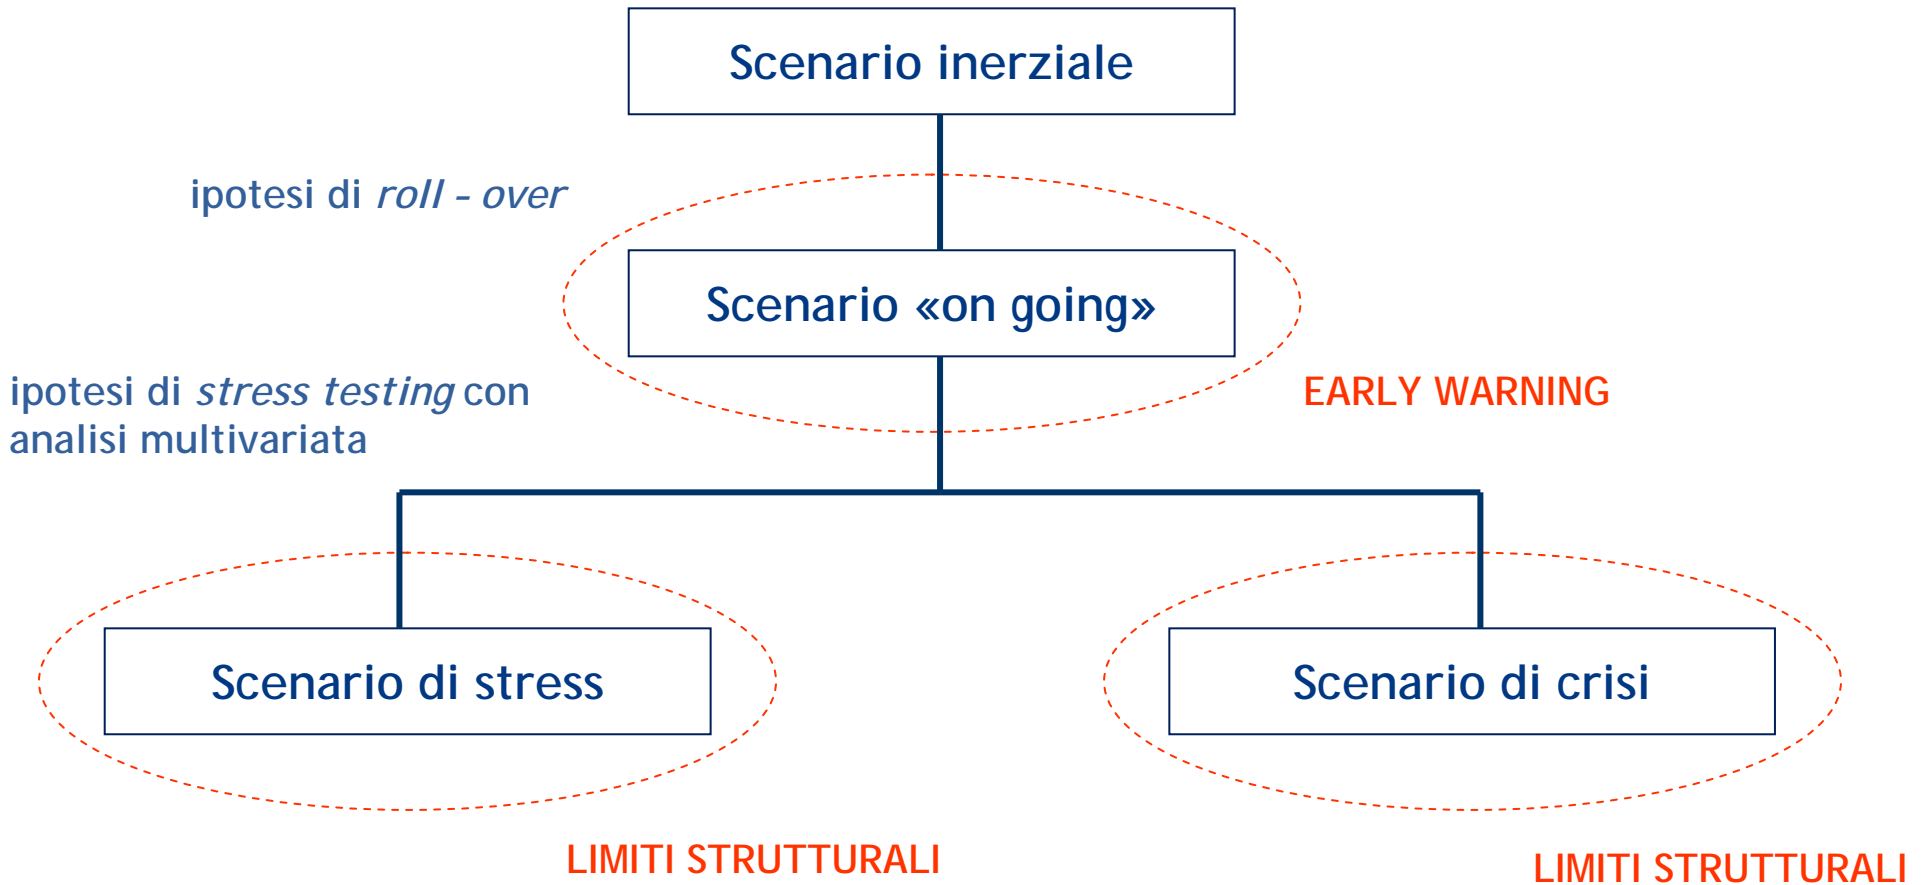 Scenario inerziale
ipotesi di roll - over
Scenario «on going»
ipotesi di stress testing con
analisi multivariata
EARLY WARNING
Scenario di stress
Scenario di crisi
LIMITI STRUTTURALI
LIMITI STRUTTURALI